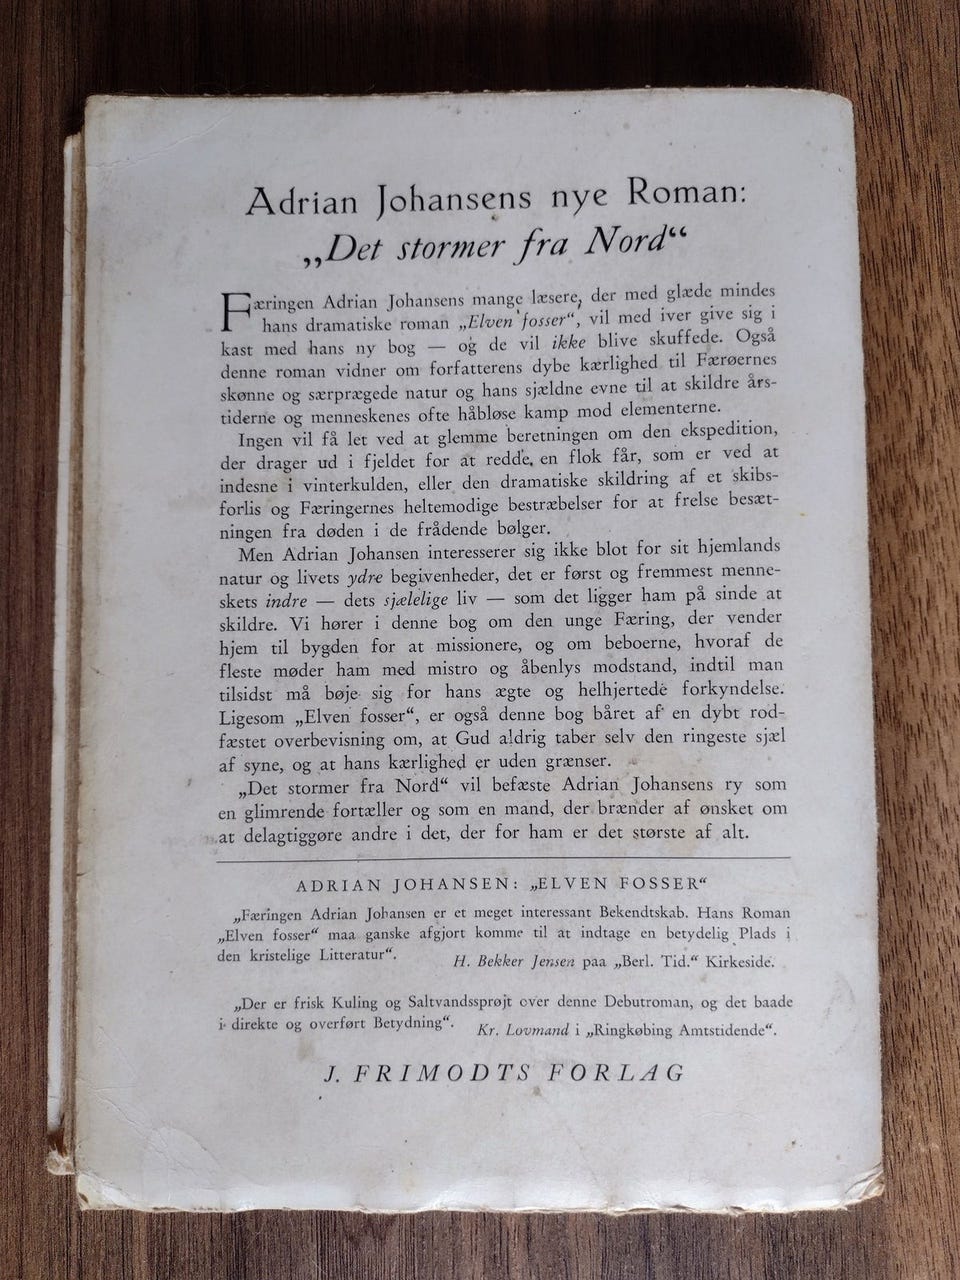 Adrian Johansens nye Roman:
„Det stormer fra Nord“
Færingen Adrian Johansens mange læsere, der med glæde mindes
hans dramatiske roman „Elven fosser“, vil med iver give sig i
kast med hans ny bog — og de vil ikke blive skuffede. Også
denne roman vidner om forfatterens dybe kærlighed til Færøernes
skønne og særprægede natur og hans sjældne evne til at skildre års-
tiderne og menneskenes ofte håbløse kamp mod elementerne.
Ingen vil få let ved at glemme beretningen om den ekspedition,
der drager ud i fjeldet for at redde en flok får, som er ved at
indesne i vinterkulden, eller den dramatiske skildring af et skibs-
forlis og Færingernes heltemodige bestræbelser for at frelse besæt-
ningen fra døden i de frådende bølger.
Men Adrian Johansen interesserer sig ikke blot for sit hjemlands
natur og livets ydre begivenheder, det er først og fremmest menne-
skets indre — dets sjælelige liv — som det ligger ham på sinde at
skildre. Vi hører i denne bog om den unge Færing, der vender
hjem til bygden for at missionere, og om beboerne, hvoraf de
fleste møder ham med mistro og åbenlys modstand, indtil man
tilsidst må bøje sig for hans ægte og helhjertede forkyndelse.
Ligesom „Elven fosser“, er også denne bog båret af en dybt rod-
fæstet overbevisning om, at Gud aldrig taber selv den ringeste sjæl
af syne, og at hans kærlighed er uden grænser.
„Det stormer fra Nord“ vil befæste Adrian Johansens ry som
en glimrende fortæller og som en mand, der brænder af ønsket om
at delagtiggøre andre i det, der for ham er det største af alt.
ADRIAN JOHANSEN: „ELVEN FOSSER“
„Færingen Adrian Johansen er et meget interessant Bekendtskab. Hans Roman
„Elven fosser“ maa ganske afgjort komme til at indtage en betydelig Plads i
den kristelige Litteratur“. H. Bekker Jensen paa „Berl. Tid.“ Kirkeside.
„Der er frisk Kuling og Saltvandssprøjt over denne Debutroman, og det baade
i direkte og overført Betydning“. Kr. Lovmand i „Ringkøbing Amtstidende“.
J. FRIMODTS FORLAG